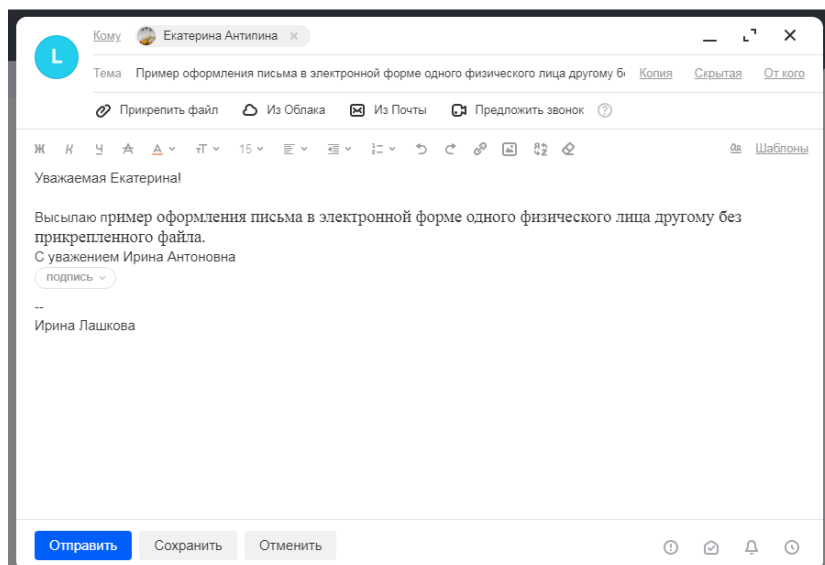 L
Кому Екатерина Антипина ×
Тема Пример оформления письма в электронной форме одного физического лица другому Копия Скрытая От кого
Прикрепить файл Из Облака Из Почты Предложить звонок ?
Ж К Ч А А тТ 15
Шаблоны
Уважаемая Екатерина!
Высылаю пример оформления письма в электронной форме одного физического лица другому без
прикрепленного файла.
С уважением Ирина Антоновна
подпись
--
Ирина Лашкова
Отправить Сохранить Отменить